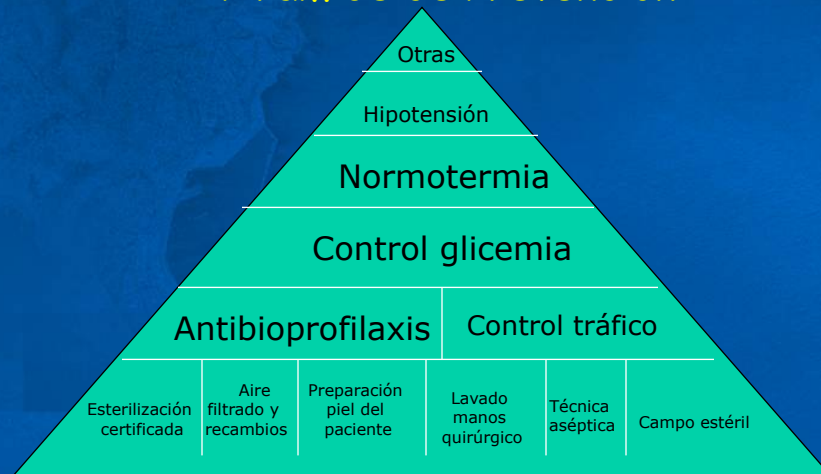 Otras
Hipotensión
Normotermia
Control glicemia
Antibioprofilaxis
Control tráfico
Esterilización
certificada
Aire
filtrado y
recambios
Preparación
piel del
paciente
Lavado
manos
quirúrgico
Técnica
aséptica
Campo estéril